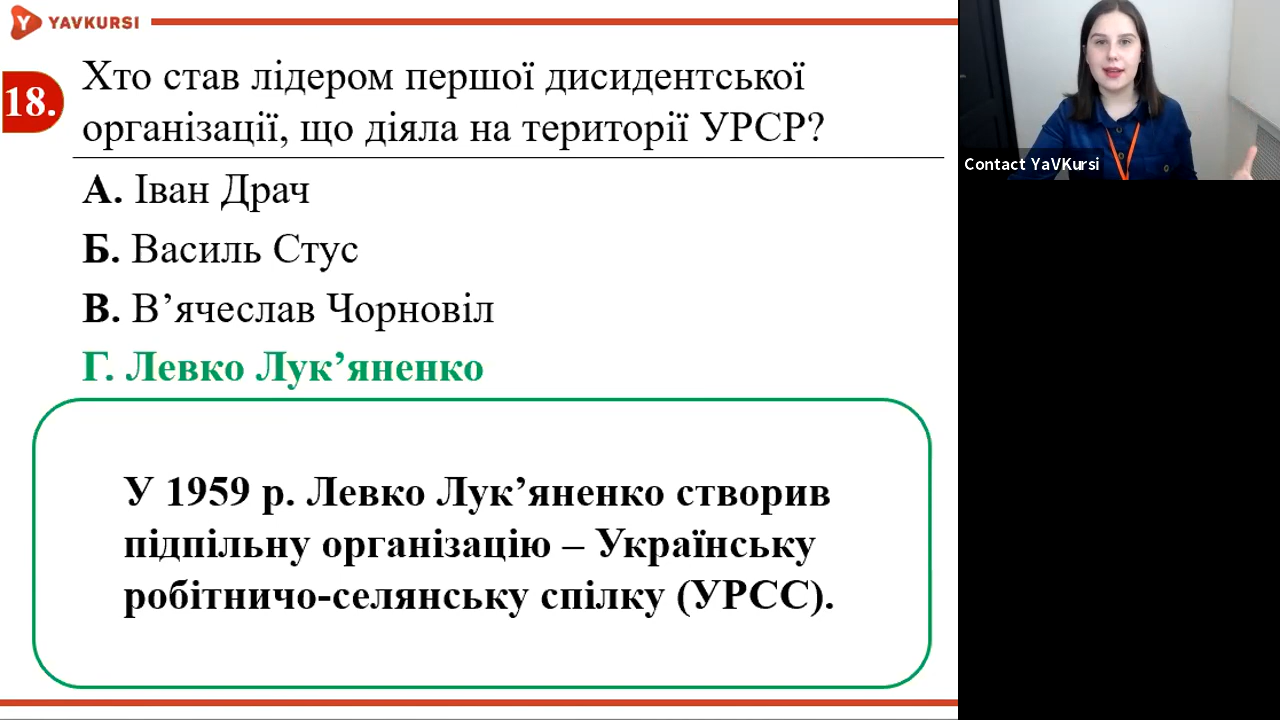 YAVKURSI
18.
Хто став лідером першої дисидентської
організації, що діяла на території УРСР?
А. Іван Драч
Б. Василь Стус
В. В’ячеслав Чорновіл
Г. Левко Лук’яненко
У 1959 р. Левко Лук’яненко створив
підпільну організацію – Українську
робітничо-селянську спілку (УРСС).
Contact YaVKursi